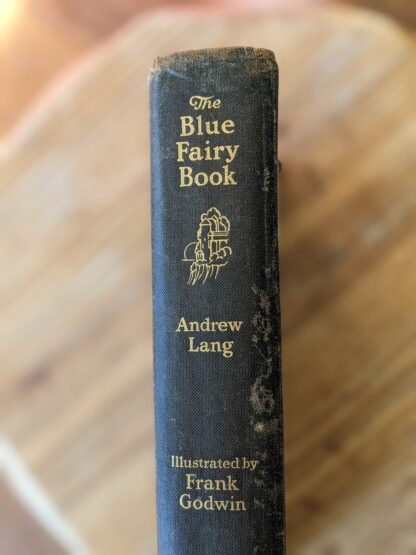 The
Blue
Fairy
Book
Andrew
Lang
Illustrated by
Frank
Godwin